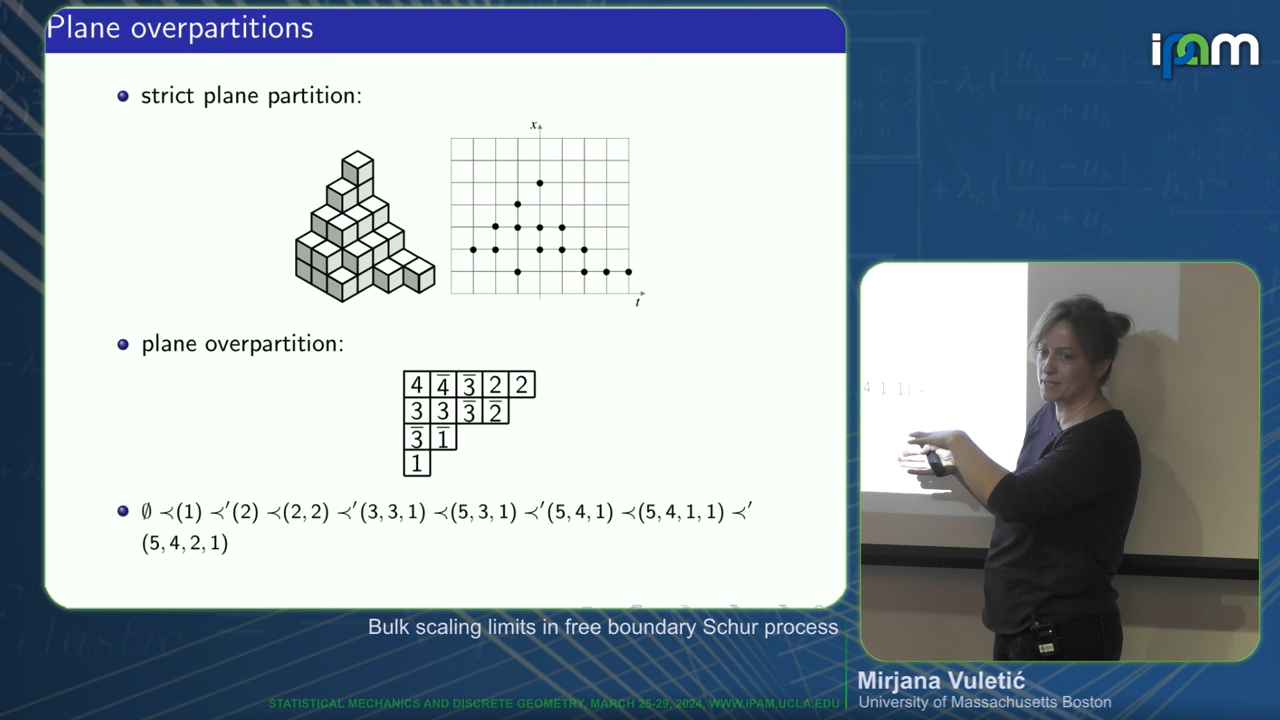 Plane overpartitions
ipam
strict plane partition:
x
t
plane overpartition:
4 4̅ 3̅ 2 2
3 3 3̅ 2̅
3̅ 1̅
1
∅ ≺(1) ≺′(2) ≺(2, 2) ≺′(3, 3, 1) ≺(5, 3, 1) ≺′(5, 4, 1) ≺(5, 4, 1, 1) ≺′
(5, 4, 2, 1)
Bulk scaling limits in free boundary Schur process
Mirjana Vuletić
University of Massachusetts Boston
STATISTICAL MECHANICS AND DISCRETE GEOMETRY, MARCH 25-29, 2024, WWW.IPAM.UCLA.EDU